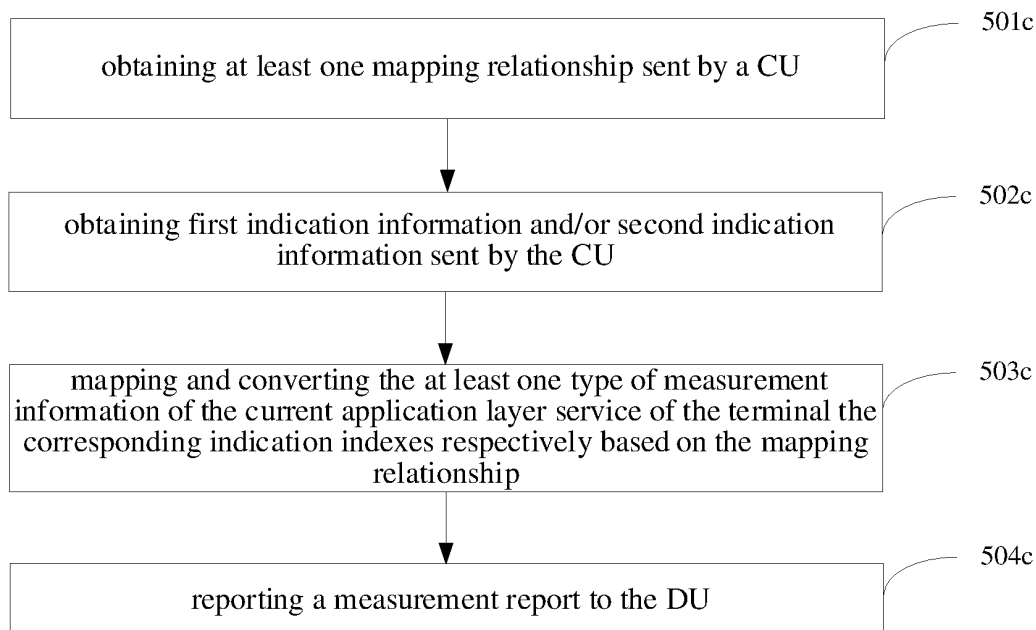 501c
obtaining at least one mapping relationship sent by a CU
502c
obtaining first indication information and/or second indication
information sent by the CU
503c
mapping and converting the at least one type of measurement
information of the current application layer service of the terminal the
corresponding indication indexes respectively based on the mapping
relationship
504c
reporting a measurement report to the DU